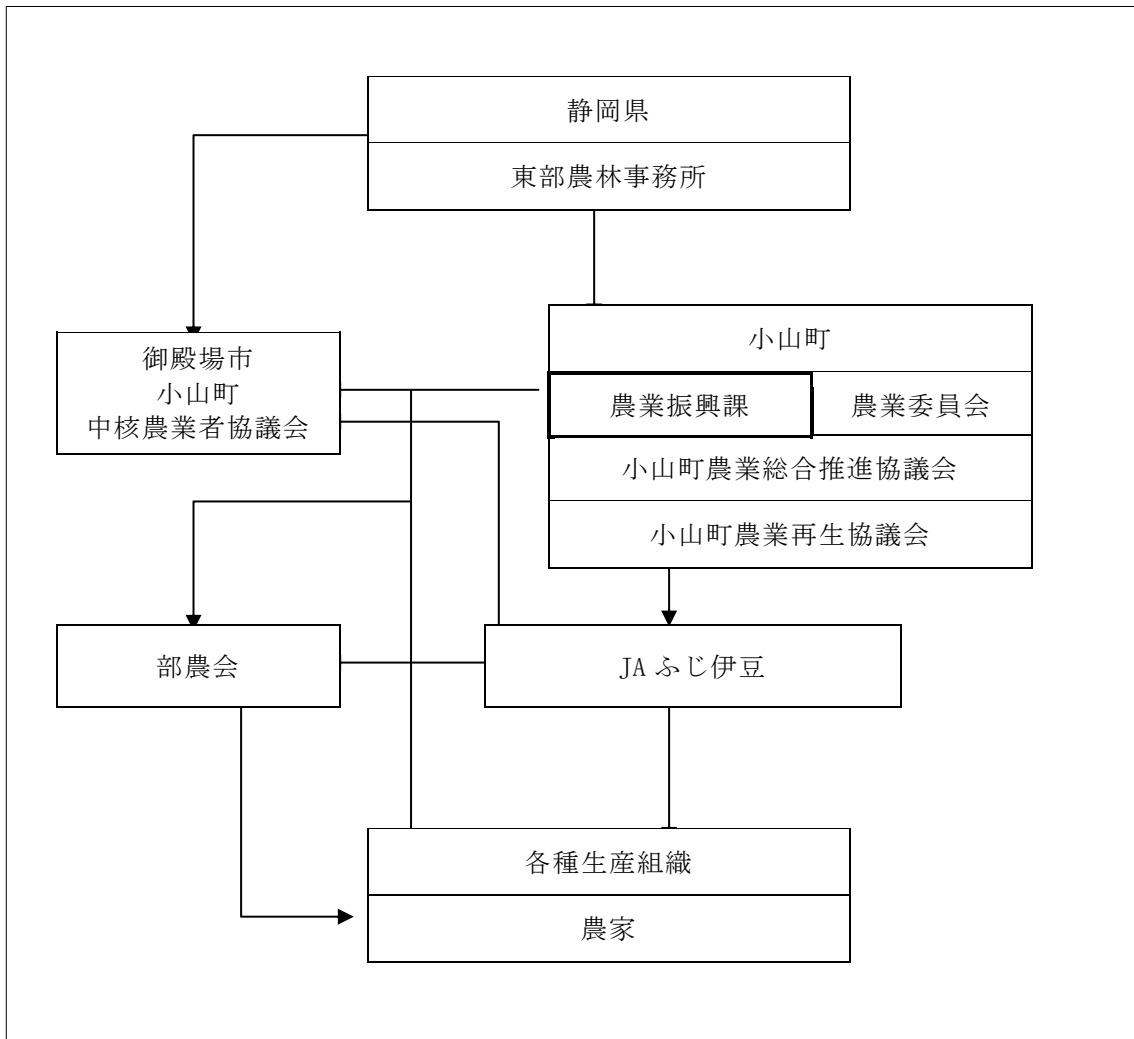 静岡県
東部農林事務所
御殿場市
小山町
中核農業者協議会
小山町
農業振興課
農業委員会
小山町農業総合推進協議会
小山町農業再生協議会
部農会
JAふじ伊豆
各種生産組織
農家